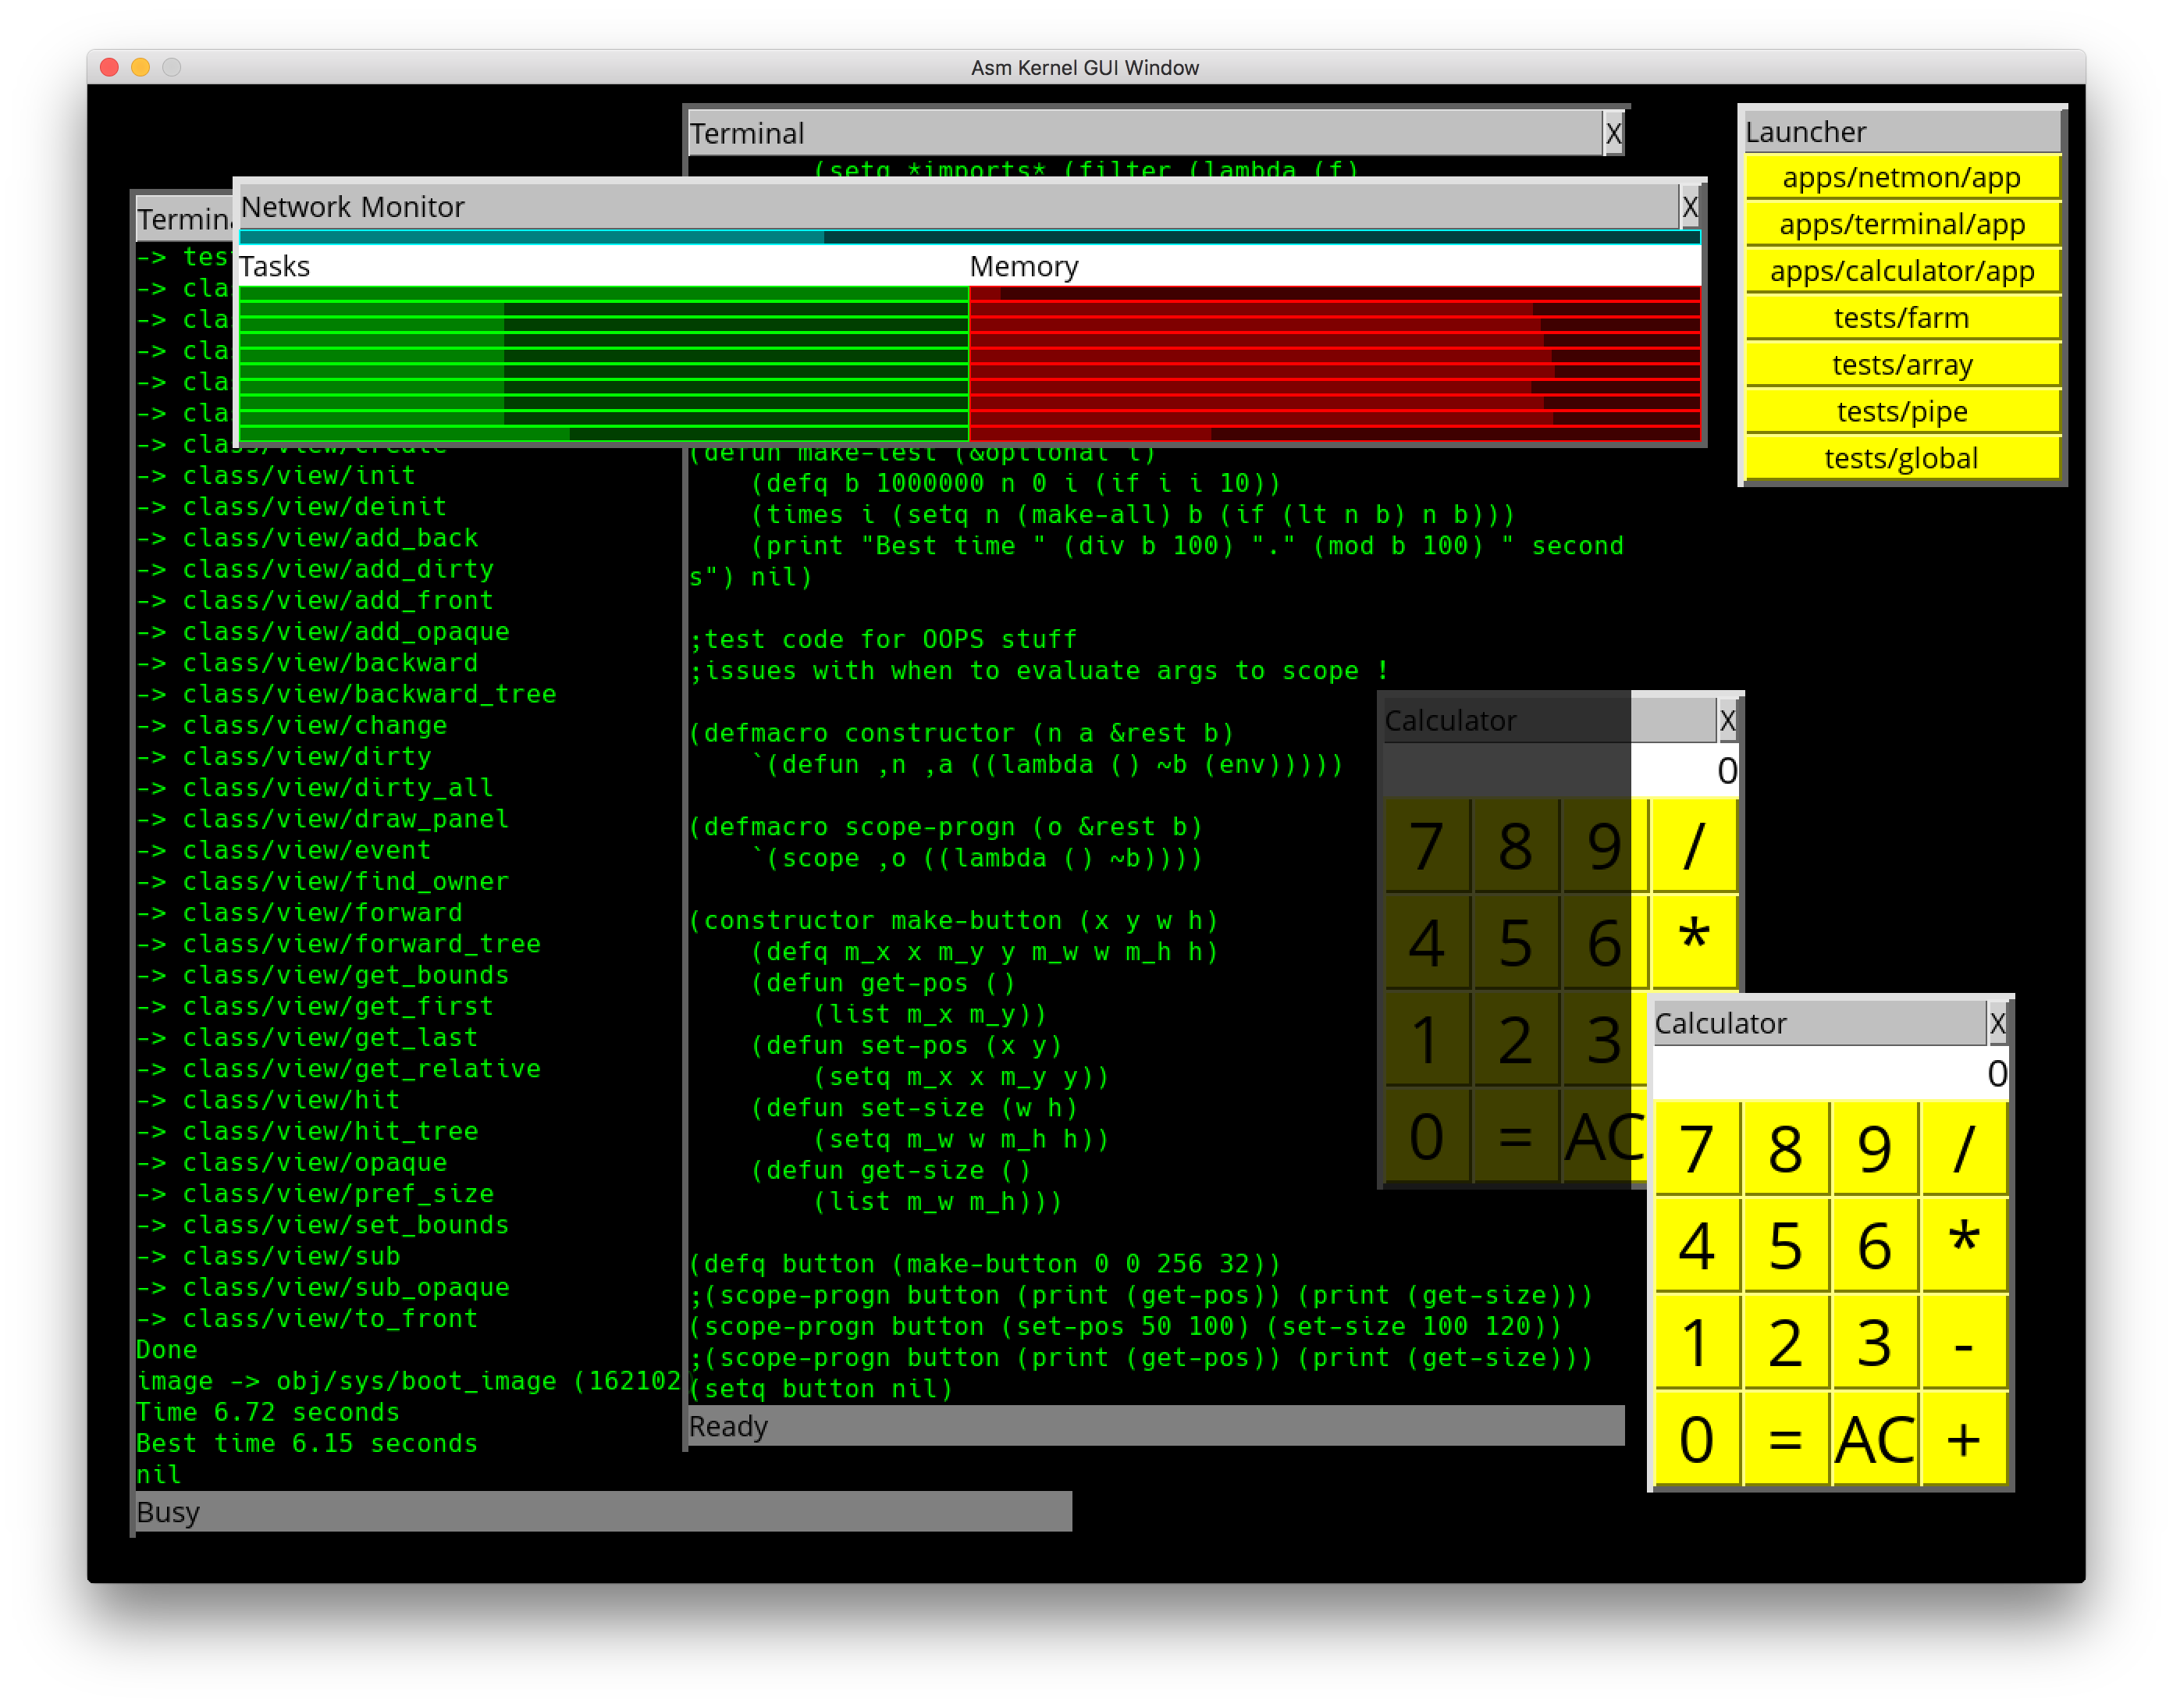 Asm Kernel GUI Window
Terminal
X
(setq *imports* (filter (lambda (f)
Launcher
apps/netmon/app
apps/terminal/app
apps/calculator/app
tests/farm
tests/array
tests/pipe
tests/global
Network Monitor
X
Tasks
Memory
-> class/view/create
-> class/view/init
-> class/view/deinit
-> class/view/add_back
-> class/view/add_dirty
-> class/view/add_front
-> class/view/add_opaque
-> class/view/backward
-> class/view/backward_tree
-> class/view/change
-> class/view/dirty
-> class/view/dirty_all
-> class/view/draw_panel
-> class/view/event
-> class/view/find_owner
-> class/view/forward
-> class/view/forward_tree
-> class/view/get_bounds
-> class/view/get_first
-> class/view/get_last
-> class/view/get_relative
-> class/view/hit
-> class/view/hit_tree
-> class/view/opaque
-> class/view/pref_size
-> class/view/set_bounds
-> class/view/sub
-> class/view/sub_opaque
-> class/view/to_front
Done
image -> obj/sys/boot_image (162102
Time 6.72 seconds
Best time 6.15 seconds
nil
Busy
(defun make-test (&optional i)
(defq b 1000000 n 0 i (if i i 10))
(times i (setq n (make-all) b (if (lt n b) n b)))
(print "Best time " (div b 100) "." (mod b 100) " second
s") nil)
;test code for OOPS stuff
;issues with when to evaluate args to scope !
(defmacro constructor (n a &rest b)
`(defun ,n ,a ((lambda () ~b (env)))))
(defmacro scope-progn (o &rest b)
`(scope ,o ((lambda () ~b))))
(constructor make-button (x y w h)
(defq m_x x m_y y m_w w m_h h)
(defun get-pos ()
(list m_x m_y))
(defun set-pos (x y)
(setq m_x x m_y y))
(defun set-size (w h)
(setq m_w w m_h h))
(defun get-size ()
(list m_w m_h)))
(defq button (make-button 0 0 256 32))
;(scope-progn button (print (get-pos)) (print (get-size)))
(scope-progn button (set-pos 50 100) (set-size 100 120))
;(scope-progn button (print (get-pos)) (print (get-size)))
(setq button nil)
Ready
Calculator
X
0
7 8 9 /
4 5 6 *
1 2 3
0 = AC
Calculator
X
0
7 8 9 /
4 5 6 *
1 2 3 -
0 = AC +